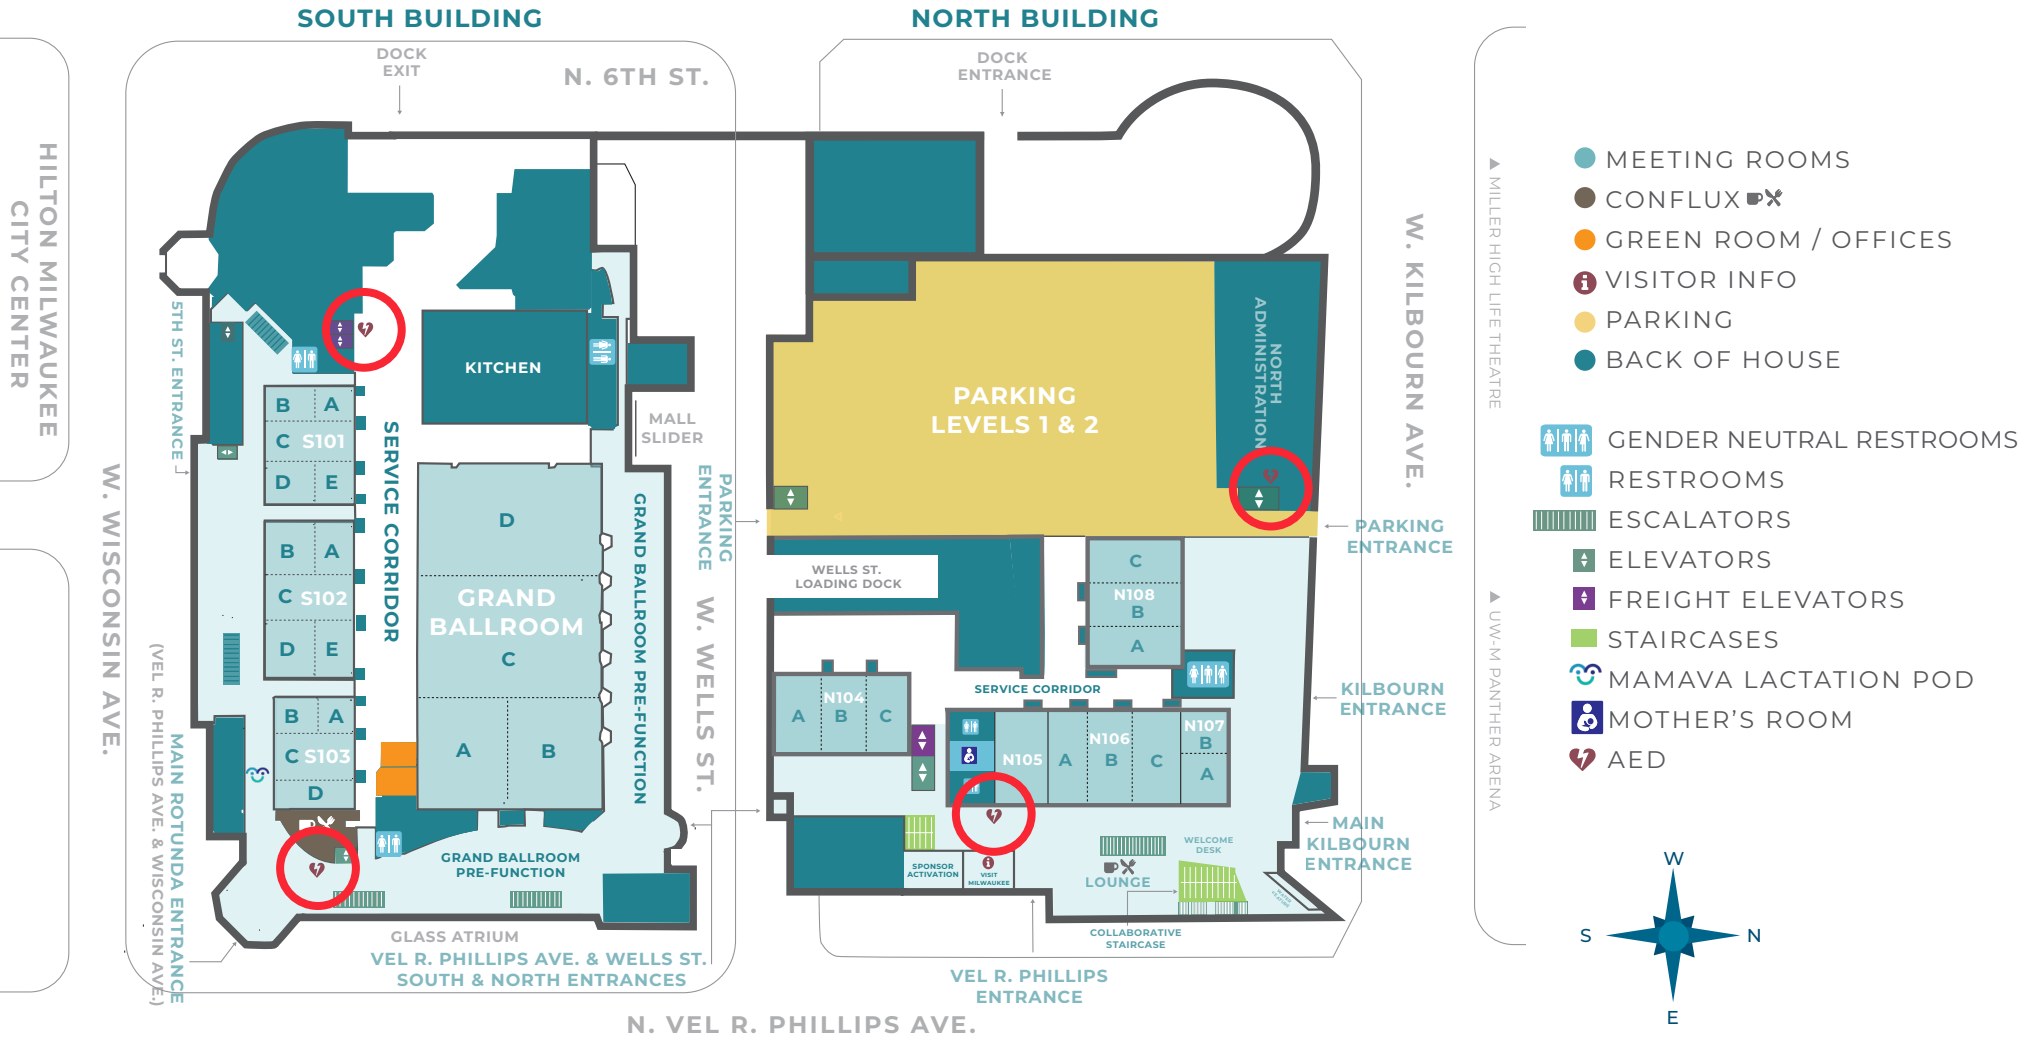 SOUTH BUILDING
NORTH BUILDING
DOCK
EXIT
N. 6TH ST.
DOCK
ENTRANCE
HILTON MILWAUKEE
CITY CENTER
5TH ST. ENTRANCE
W. WISCONSIN AVE.
(VEL R. PHILLIPS AVE. & WISCONSIN AVE.)
MAIN ROTUNDA ENTRANCE
B
A
C
S101
D
E
B
A
C
S102
D
E
B
A
C
S103
D
SERVICE CORRIDOR
KITCHEN
MALL
SLIDER
D
GRAND
BALLROOM
C
A
B
GRAND BALLROOM PRE-FUNCTION
GRAND BALLROOM
PRE-FUNCTION
GLASS ATRIUM
VEL R. PHILLIPS AVE. & WELLS ST.
SOUTH & NORTH ENTRANCES
PARKING
ENTRANCE
W. WELLS ST.
N. VEL R. PHILLIPS AVE.
PARKING
LEVELS 1 & 2
NORTH
ADMINISTRATION
WELLS ST.
LOADING DOCK
C
N108
B
A
SERVICE CORRIDOR
N104
A
B
C
N105
N106
A
B
C
N107
B
A
SPONSOR
ACTIVATION
VISIT
MILWAUKEE
LOUNGE
WELCOME
DESK
COLLABORATIVE
STAIRCASE
VEL R. PHILLIPS
ENTRANCE
W. KILBOURN AVE.
PARKING
ENTRANCE
KILBOURN
ENTRANCE
MAIN
KILBOURN
ENTRANCE
MILLER HIGH LIFE THEATRE
UW-M PANTHER ARENA
MEETING ROOMS
CONFLUX
GREEN ROOM / OFFICES
VISITOR INFO
PARKING
BACK OF HOUSE
GENDER NEUTRAL RESTROOMS
RESTROOMS
ESCALATORS
ELEVATORS
FREIGHT ELEVATORS
STAIRCASES
MAMAVA LACTATION POD
MOTHER'S ROOM
AED
W
S
N
E